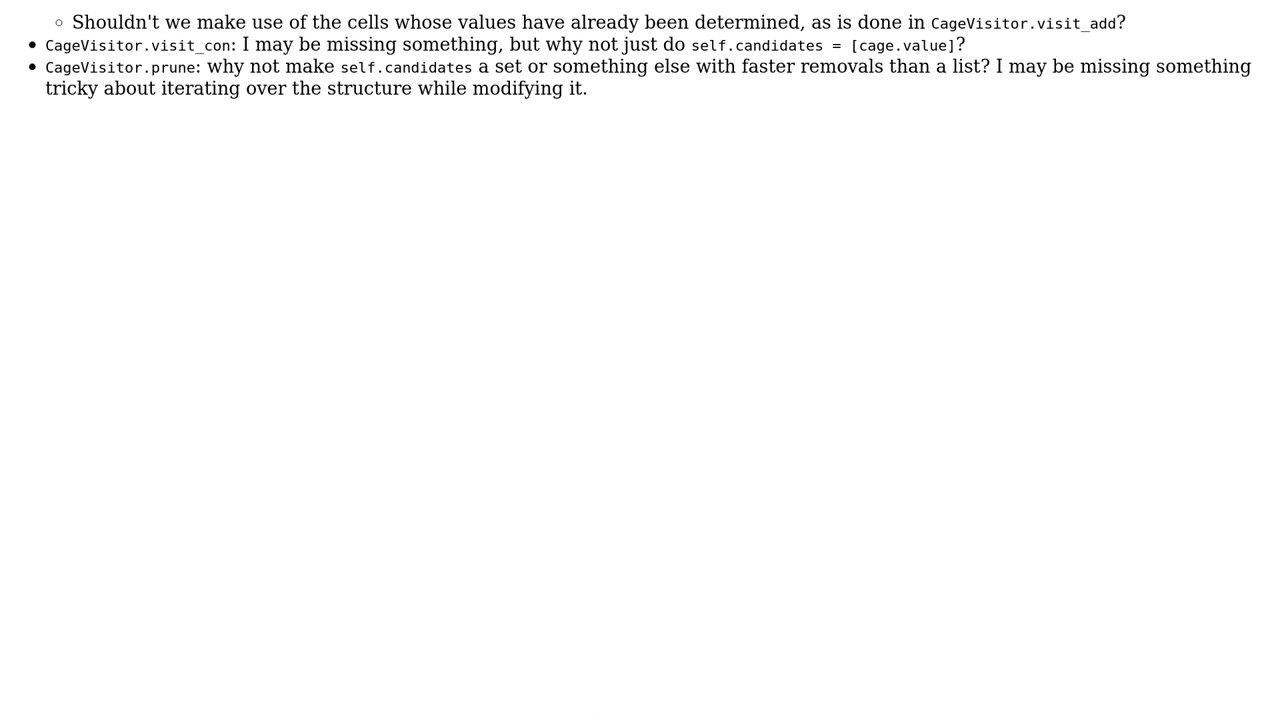 Shouldn't we make use of the cells whose values have already been determined, as is done in CageVisitor.visit_add?
CageVisitor.visit_con: I may be missing something, but why not just do self.candidates = [cage.value]?
CageVisitor.prune: why not make self.candidates a set or something else with faster removals than a list? I may be missing something
tricky about iterating over the structure while modifying it.